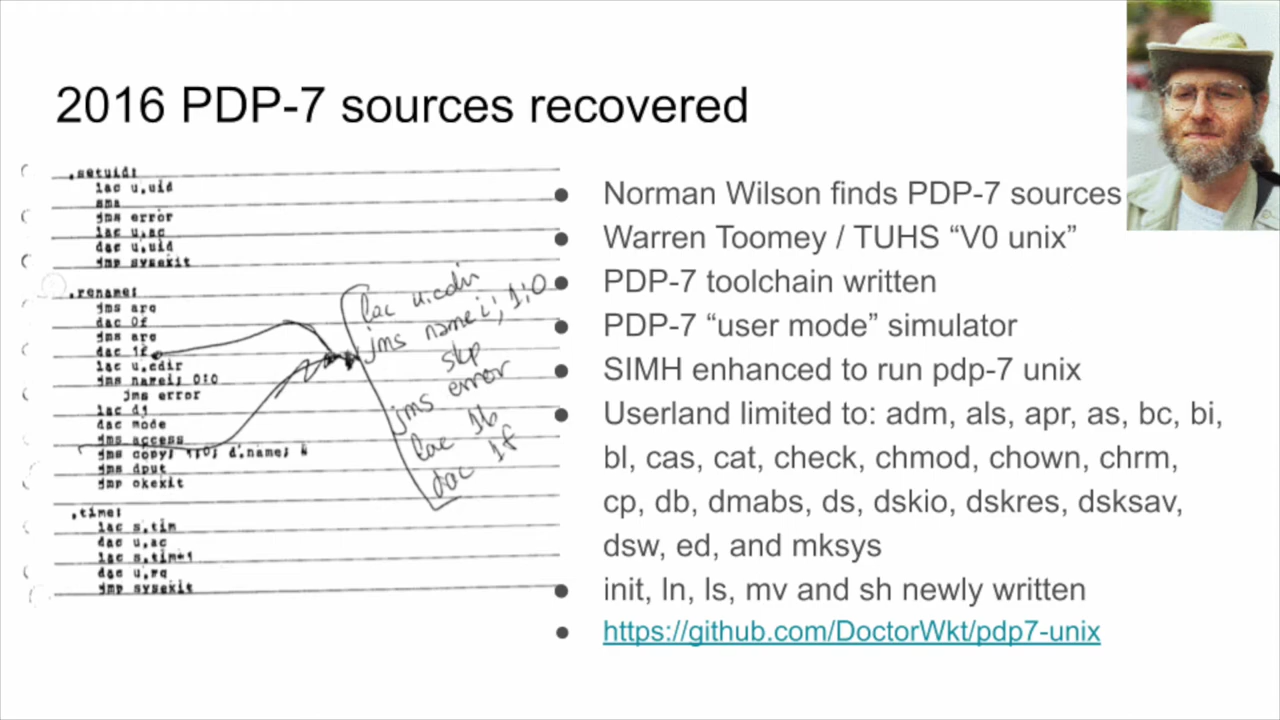 2016 PDP-7 sources recovered
.setuid:
lac u.uid
sma
jms error
lac u.ac
dac u.uid
jmp sysexit
.rename:
jms arg
dac 0f
jms arg
dac 1f
lac u.cdir
jms namei; 0:0
jms error
lac d1
dac mode
jms access
jms copy; 1:0; d.name; 4
jms dput
jmp okexit
.time:
lac s.tim
dac u.ac
lac s.tim+1
dac u.mq
jmp sysexit
lac u.cdir
jms namei; 1:0
skp
jms error
lac 1b
dac 1f
● Norman Wilson finds PDP-7 sources
● Warren Toomey / TUHS “V0 unix”
● PDP-7 toolchain written
● PDP-7 “user mode” simulator
● SIMH enhanced to run pdp-7 unix
● Userland limited to: adm, als, apr, as, bc, bi,
bl, cas, cat, check, chmod, chown, chrm,
cp, db, dmabs, ds, dskio, dskres, dsksav,
dsw, ed, and mksys
● init, ln, ls, mv and sh newly written
● https://github.com/DoctorWkt/pdp7-unix